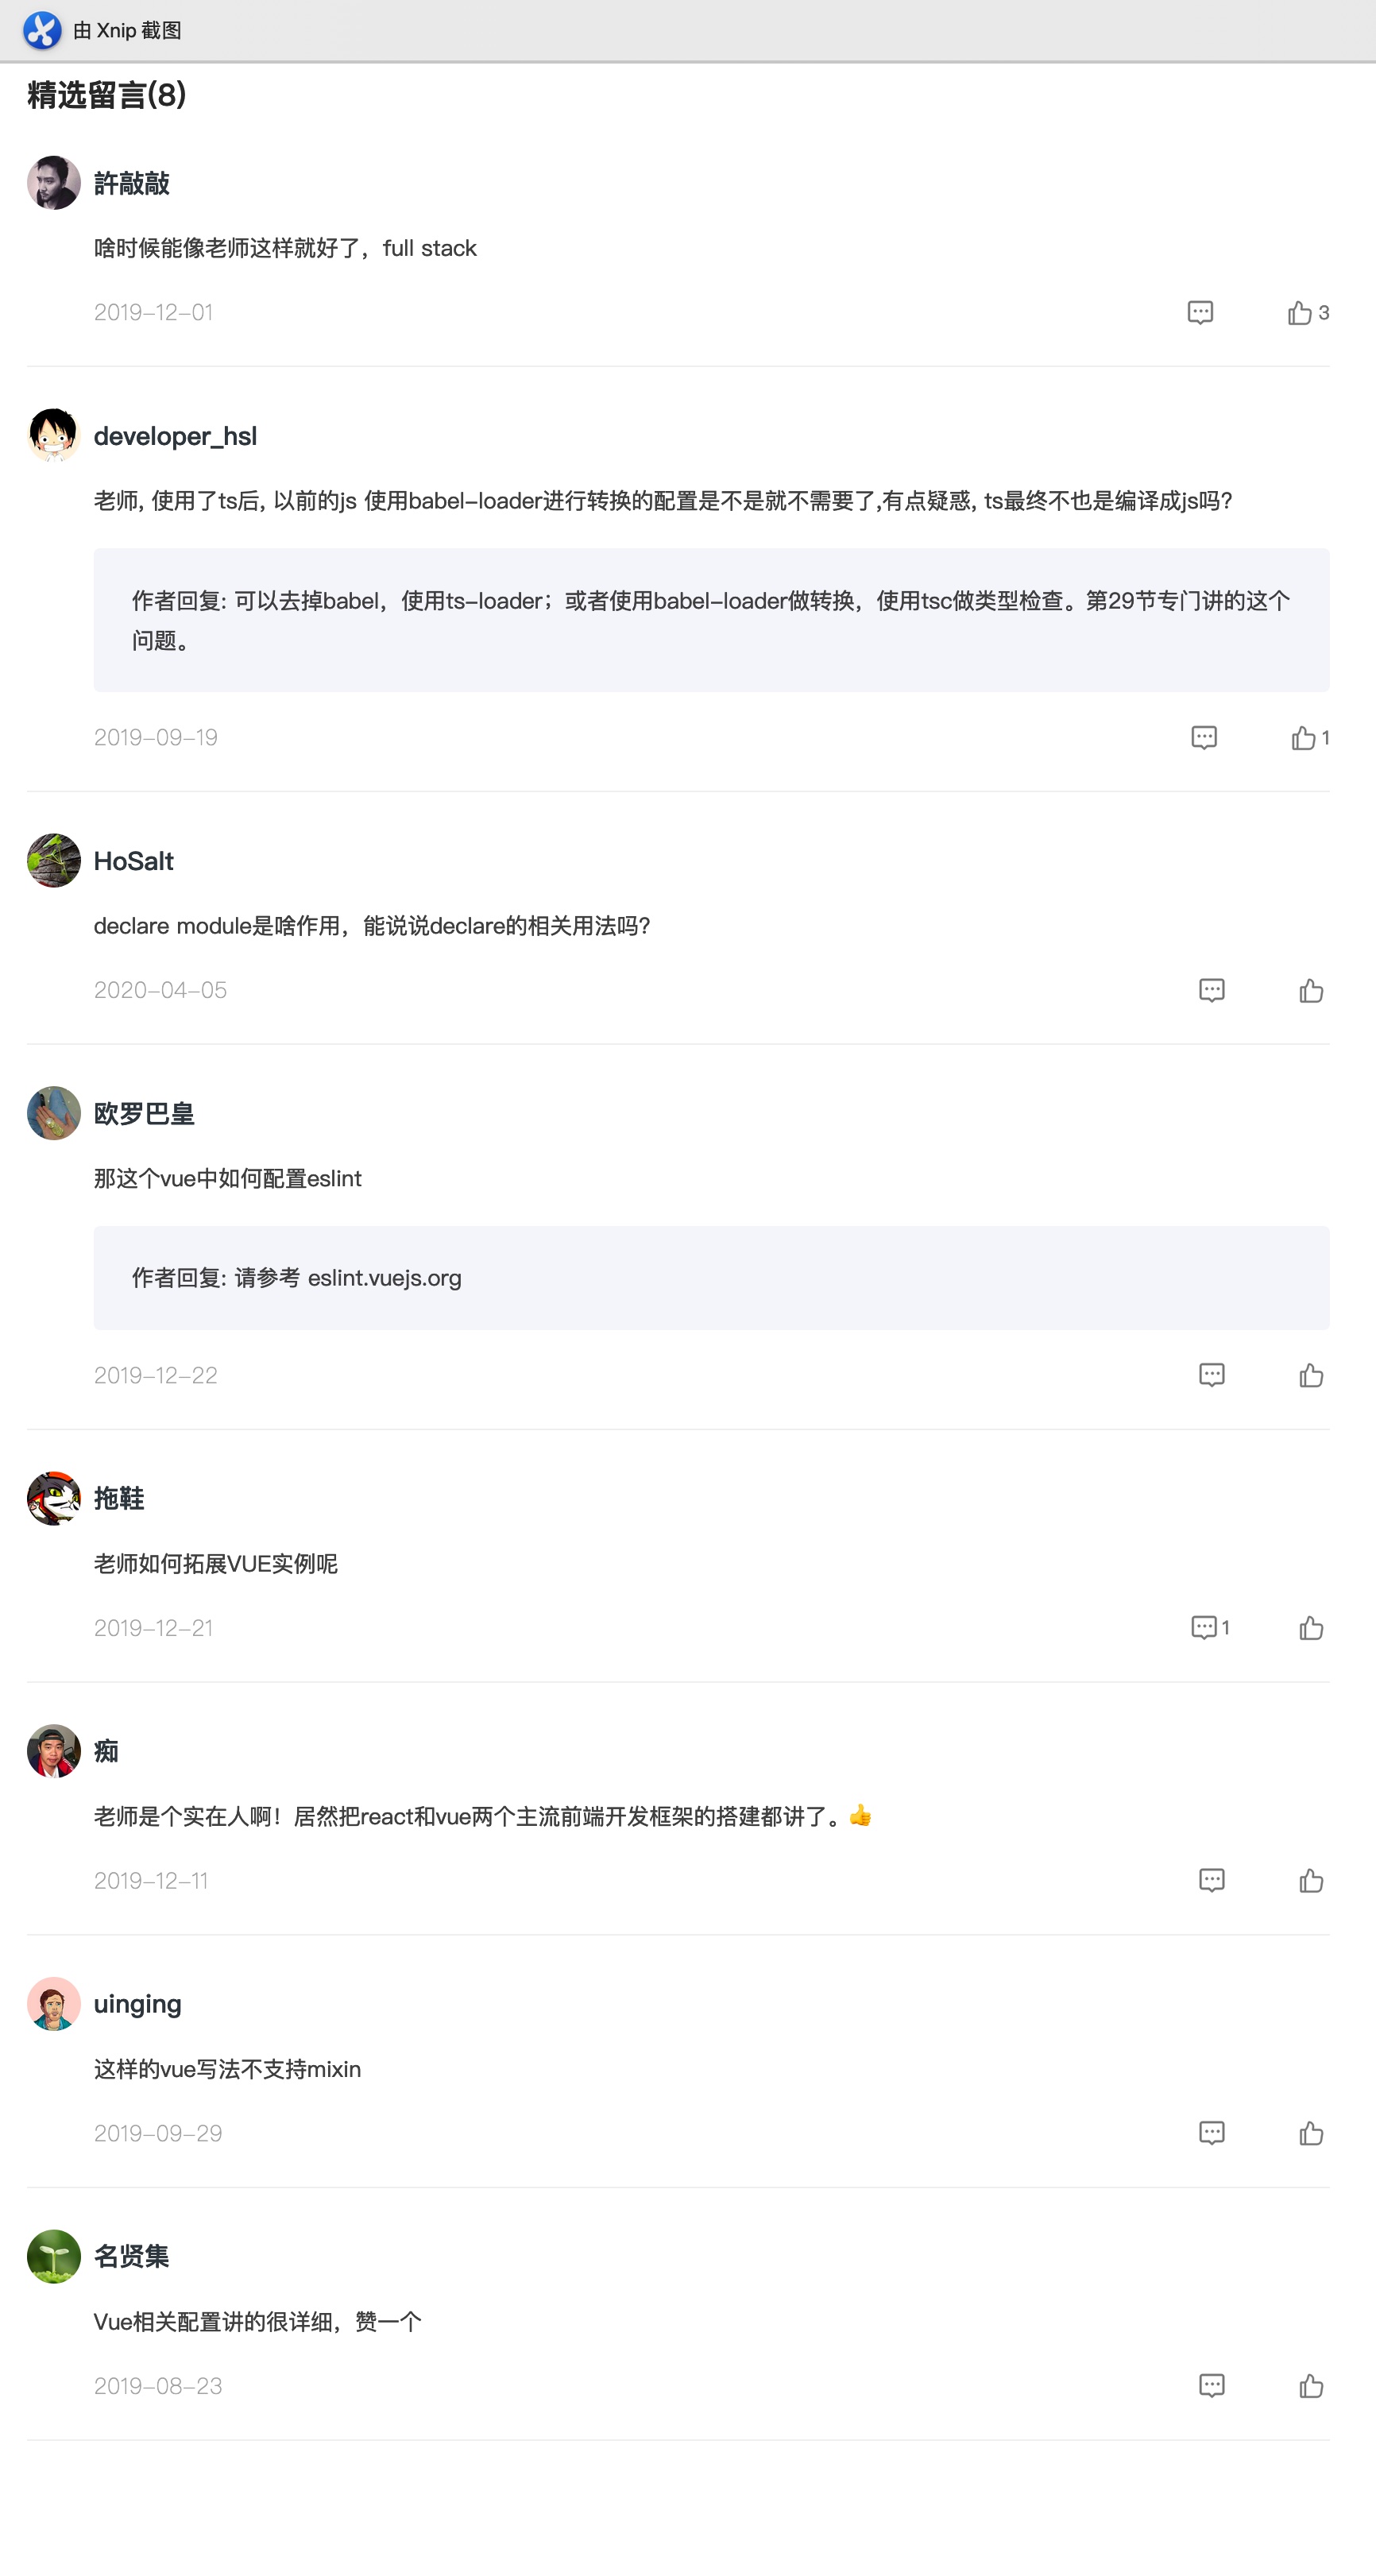 由 Xnip 截图
精选留言(8)
許敲敲
啥时候能像老师这样就好了，full stack
2019-12-01
3
developer_hsl
老师, 使用了ts后, 以前的js 使用babel-loader进行转换的配置是不是就不需要了,有点疑惑, ts最终不也是编译成js吗?
作者回复: 可以去掉babel，使用ts-loader；或者使用babel-loader做转换，使用tsc做类型检查。第29节专门讲的这个
问题。
2019-09-19
1
HoSalt
declare module是啥作用，能说说declare的相关用法吗?
2020-04-05
欧罗巴皇
那这个vue中如何配置eslint
作者回复: 请参考 eslint.vuejs.org
2019-12-22
拖鞋
老师如何拓展VUE实例呢
2019-12-21
1
痴
老师是个实在人啊！居然把react和vue两个主流前端开发框架的搭建都讲了。👍
2019-12-11
uinging
这样的vue写法不支持mixin
2019-09-29
名贤集
Vue相关配置讲的很详细，赞一个
2019-08-23